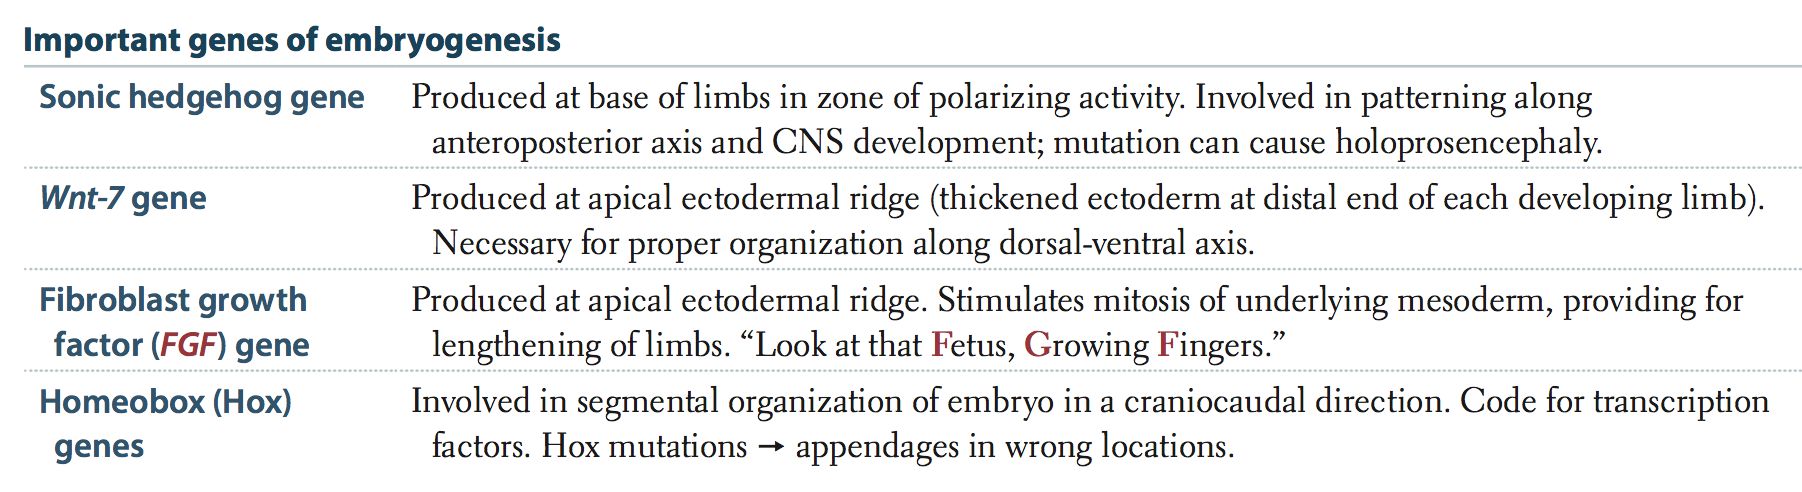 Important genes of embryogenesis
Sonic hedgehog gene Produced at base of limbs in zone of polarizing activity. Involved in patterning along
anteroposterior axis and CNS development; mutation can cause holoprosencephaly.
Wnt-7 gene Produced at apical ectodermal ridge (thickened ectoderm at distal end of each developing limb).
Necessary for proper organization along dorsal-ventral axis.
Fibroblast growth Produced at apical ectodermal ridge. Stimulates mitosis of underlying mesoderm, providing for
factor (FGF) gene lengthening of limbs. “Look at that Fetus, Growing Fingers.”
Homeobox (Hox) Involved in segmental organization of embryo in a craniocaudal direction. Code for transcription
genes factors. Hox mutations → appendages in wrong locations.